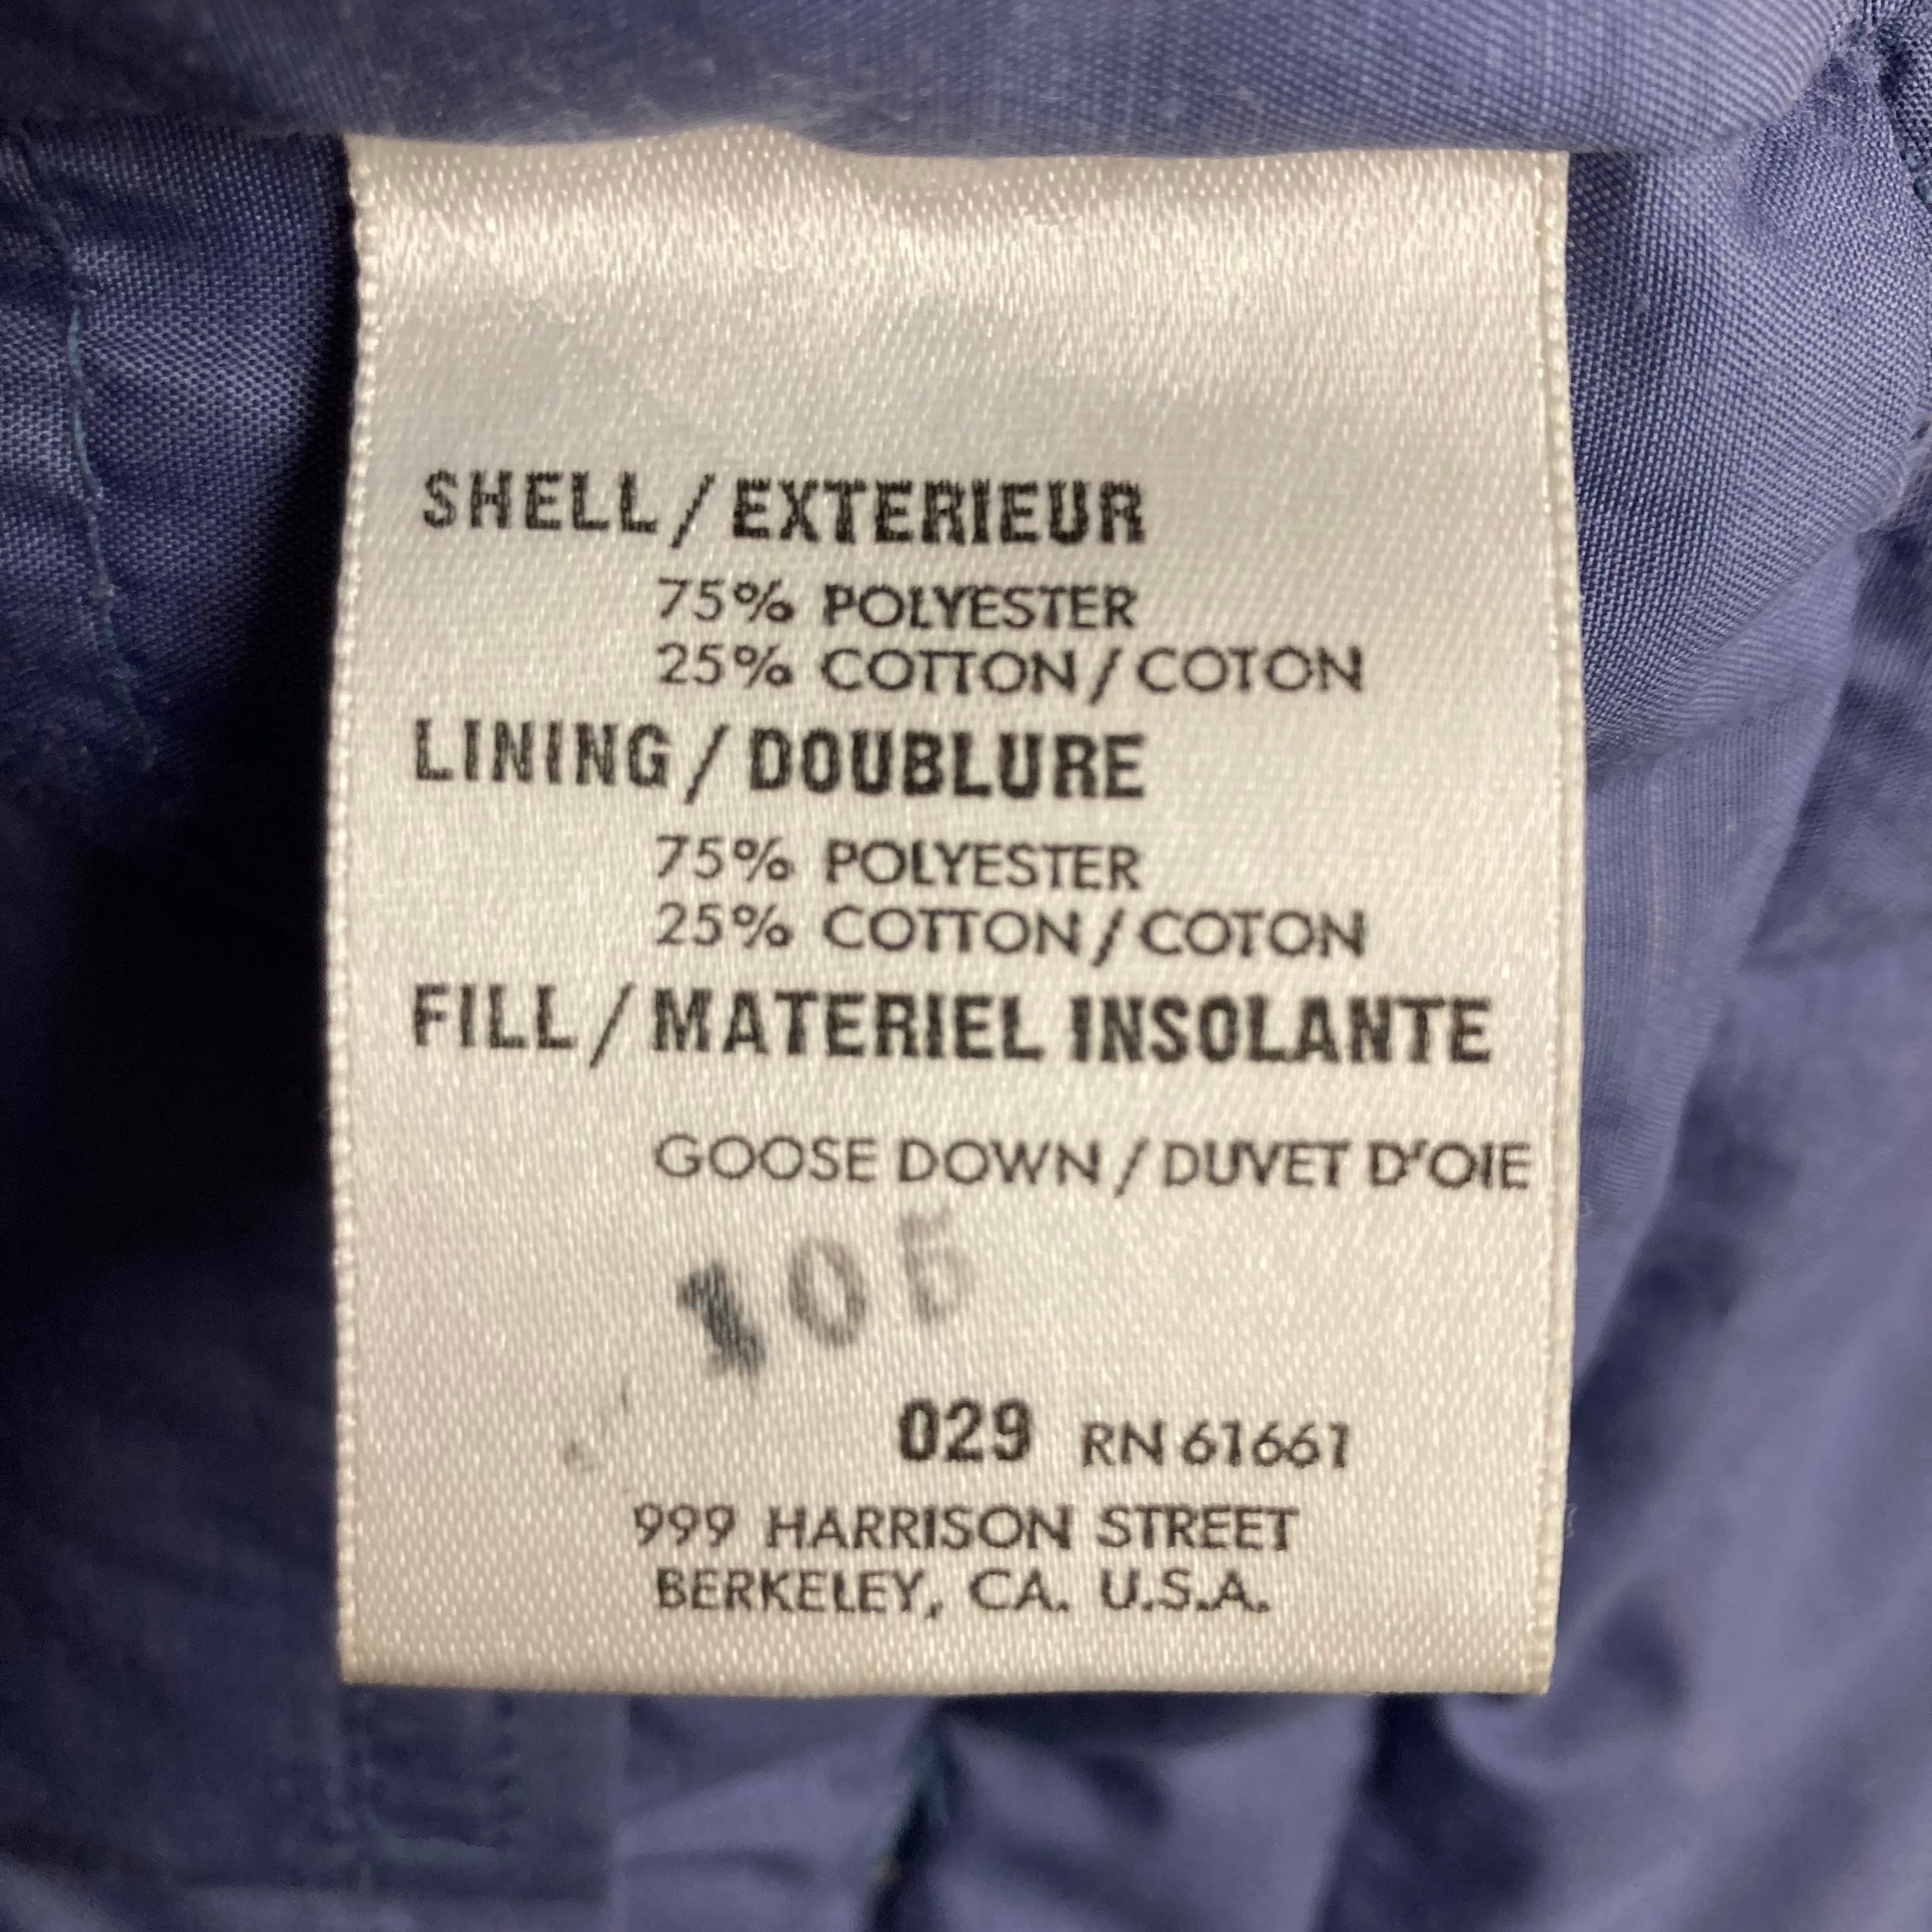 SHELL / EXTERIEUR
75% POLYESTER
25% COTTON / COTON
LINING / DOUBLURE
75% POLYESTER
25% COTTON / COTON
FILL / MATERIEL INSOLANTE
GOOSE DOWN / DUVET D'OIE
105
029 RN 61661
999 HARRISON STREET
BERKELEY, CA. U.S.A.